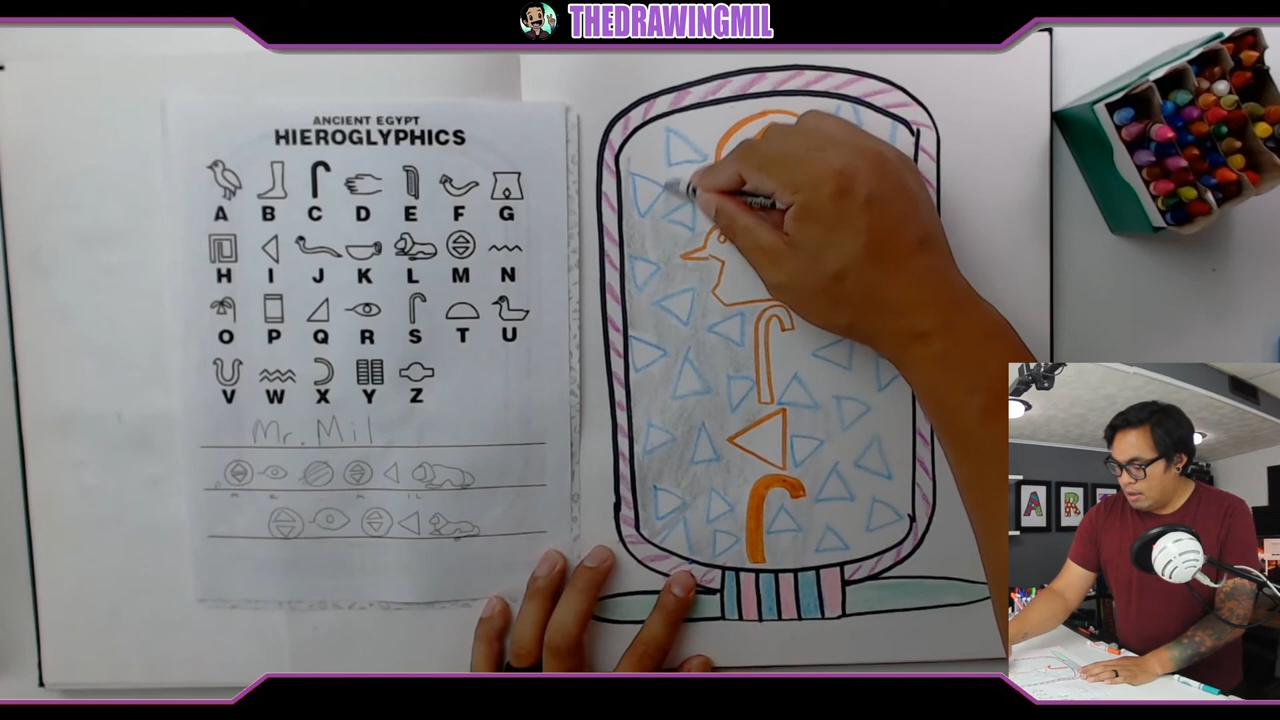 THEDRAWINGMIL
ANCIENT EGYPT
HIEROGLYPHICS
A B C D E F G
H I J K L M N
O P Q R S T U
V W X Y Z
Mr. Mil
A R